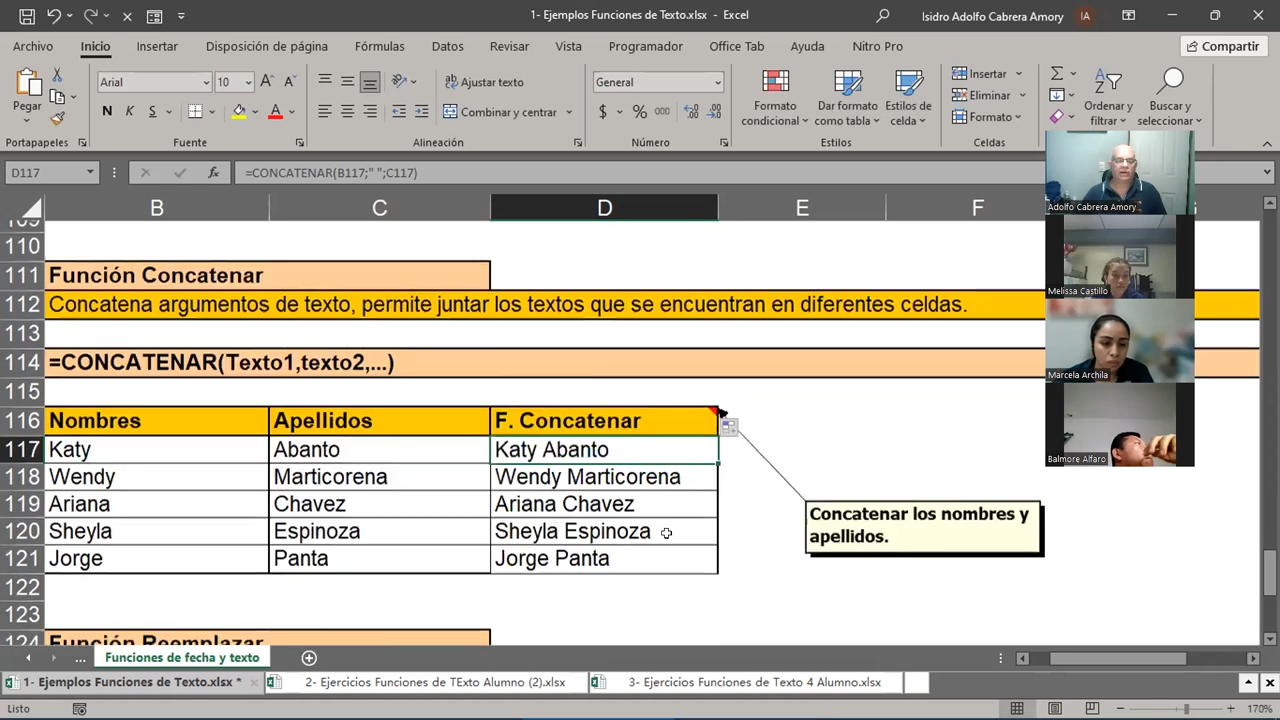 1- Ejemplos Funciones de Texto.xlsx - Excel
Isidro Adolfo Cabrera Amory IA
Archivo Inicio Insertar Disposición de página Fórmulas Datos Revisar Vista Programador Office Tab Ayuda Nitro Pro Compartir
Pegar
Arial 10
N K S
Ajustar texto
Combinar y centrar
General
$ % 000
Formato condicional
Dar formato como tabla
Estilos de celda
Insertar
Eliminar
Formato
Ordenar y filtrar
Buscar y seleccionar
Portapapeles Fuente Alineación Número Estilos Celdas
D117 fx =CONCATENAR(B117;" ";C117)
B C D E F
110
111 Función Concatenar
112 Concatena argumentos de texto, permite juntar los textos que se encuentran en diferentes celdas.
113
114 =CONCATENAR(Texto1,texto2,...)
115
116 Nombres Apellidos F. Concatenar
117 Katy Abanto Katy Abanto
118 Wendy Marticorena Wendy Marticorena
119 Ariana Chavez Ariana Chavez
120 Sheyla Espinoza Sheyla Espinoza
121 Jorge Panta Jorge Panta
122
123
124 Función Reemplazar
Concatenar los nombres y
apellidos.
Adolfo Cabrera Amory
Melissa Castillo
Marcela Archila
Balmore Alfaro
... Funciones de fecha y texto
1- Ejemplos Funciones de Texto.xlsx * 2- Ejercicios Funciones de TExto Alumno (2).xlsx 3- Ejercicios Funciones de Texto 4 Alumno.xlsx
Listo 170%